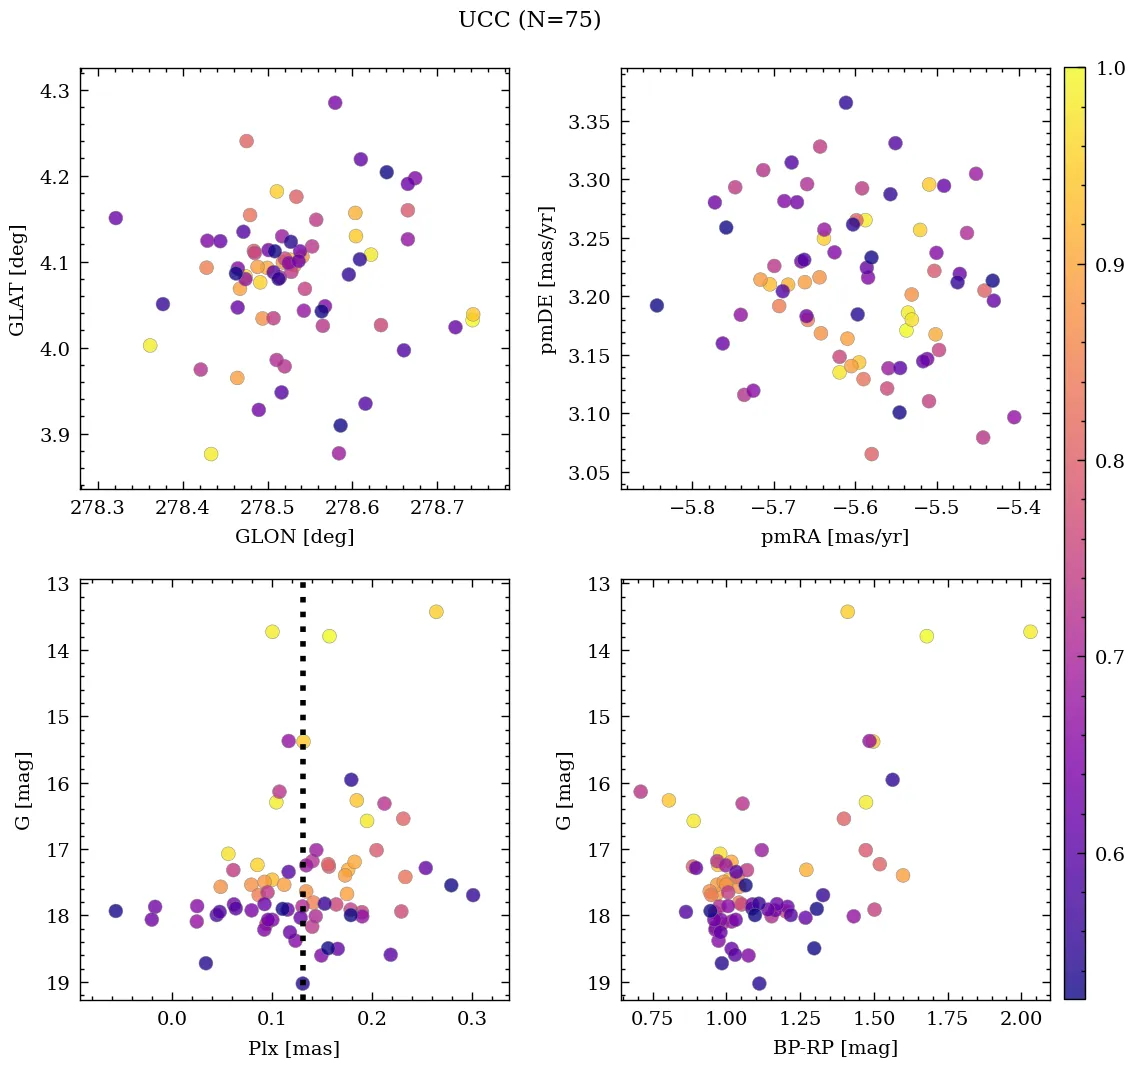 UCC (N=75)
4.3
4.2
4.1
4.0
3.9
GLAT [deg]
278.3 278.4 278.5 278.6 278.7
GLON [deg]
3.35
3.30
3.25
3.20
3.15
3.10
3.05
pmDE [mas/yr]
−5.8 −5.7 −5.6 −5.5 −5.4
pmRA [mas/yr]
13
14
15
16
17
18
19
G [mag]
0.0 0.1 0.2 0.3
Plx [mas]
13
14
15
16
17
18
19
G [mag]
0.75 1.00 1.25 1.50 1.75 2.00
BP-RP [mag]
1.0
0.9
0.8
0.7
0.6